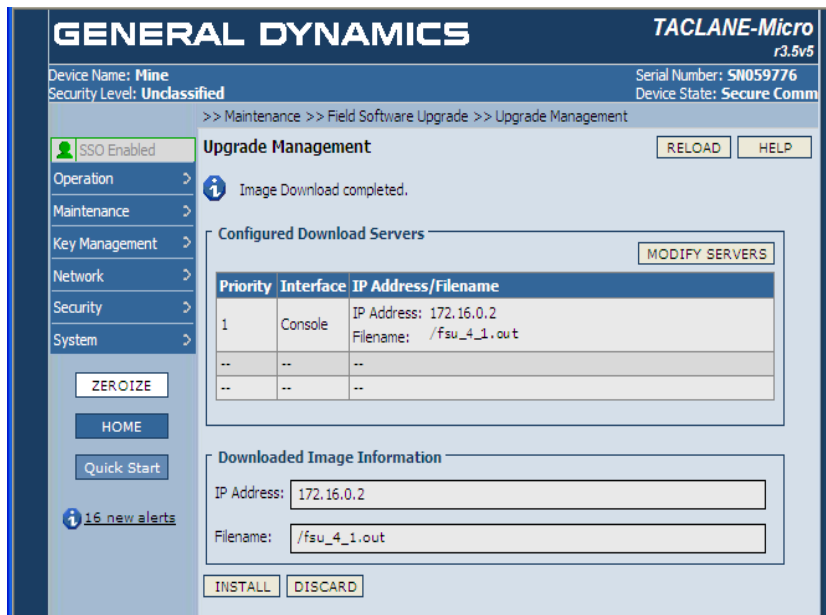 GENERAL DYNAMICS
TACLANE-Micro
r3.5v5
Device Name: Mine
Serial Number: SN059776
Security Level: Unclassified
Device State: Secure Comm
>> Maintenance >> Field Software Upgrade >> Upgrade Management
SSO Enabled
Operation
Maintenance
Key Management
Network
Security
System
ZEROIZE
HOME
Quick Start
16 new alerts
Upgrade Management
RELOAD
HELP
Image Download completed.
Configured Download Servers
MODIFY SERVERS
Priority Interface IP Address/Filename
1 Console IP Address: 172.16.0.2
Filename: /fsu_4_1.out
-- -- --
-- -- --
Downloaded Image Information
IP Address: 172.16.0.2
Filename: /fsu_4_1.out
INSTALL DISCARD